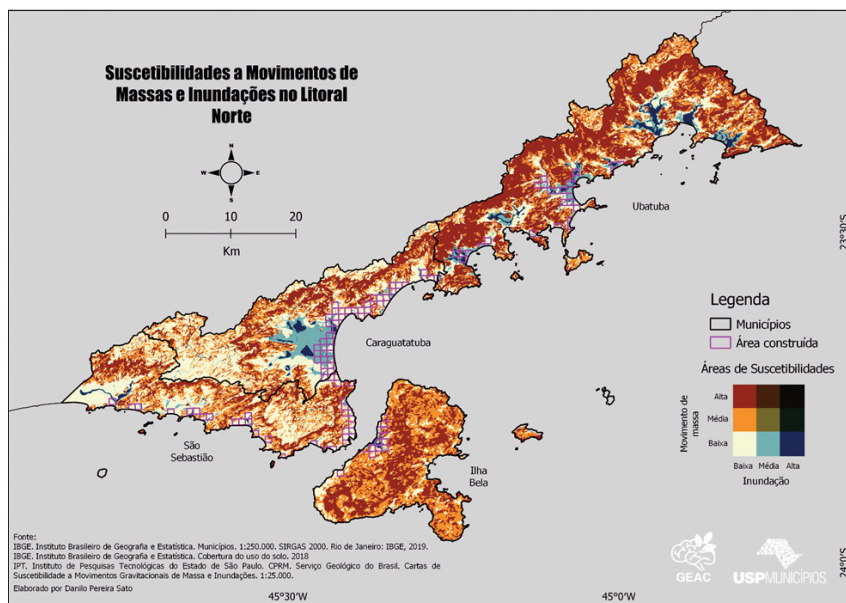 Suscetibilidades a Movimentos de
Massas e Inundações no Litoral
Norte
N
W
E
S
0
10
20
Km
Ubatuba
Caraguatatuba
São
Sebastião
Ilha
Bela
23°30'S
24°0'S
45°30'W
45°0'W
Legenda
Municípios
Área construída
Áreas de Suscetibilidades
Movimento de
massa
Alta
Média
Baixa
Baixa
Média
Alta
Inundação
Fonte:
IBGE. Instituto Brasileiro de Geografia e Estatística. Municípios. 1:250.000. SIRGAS 2000. Rio de Janeiro: IBGE, 2019.
IBGE. Instituto Brasileiro de Geografia e Estatística. Cobertura do uso do solo. 2018
IPT. Instituto de Pesquisas Tecnológicas do Estado de São Paulo. CPRM. Serviço Geológico do Brasil. Cartas de
Suscetibilidade a Movimentos Gravitacionais de Massa e Inundações. 1:25.000.
Elaborado por Danilo Pereira Sato
GEAC
USPMUNICÍPIOS